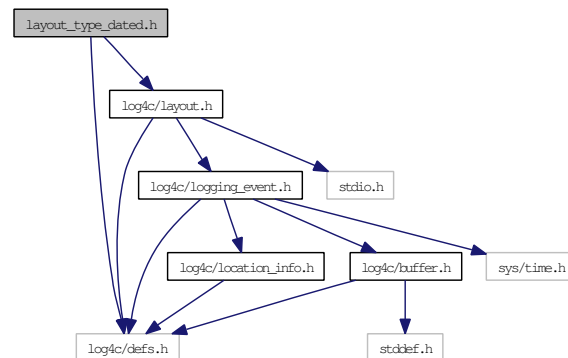 layout_type_dated.h
log4c/layout.h
log4c/logging_event.h
stdio.h
log4c/location_info.h
log4c/buffer.h
sys/time.h
log4c/defs.h
stddef.h